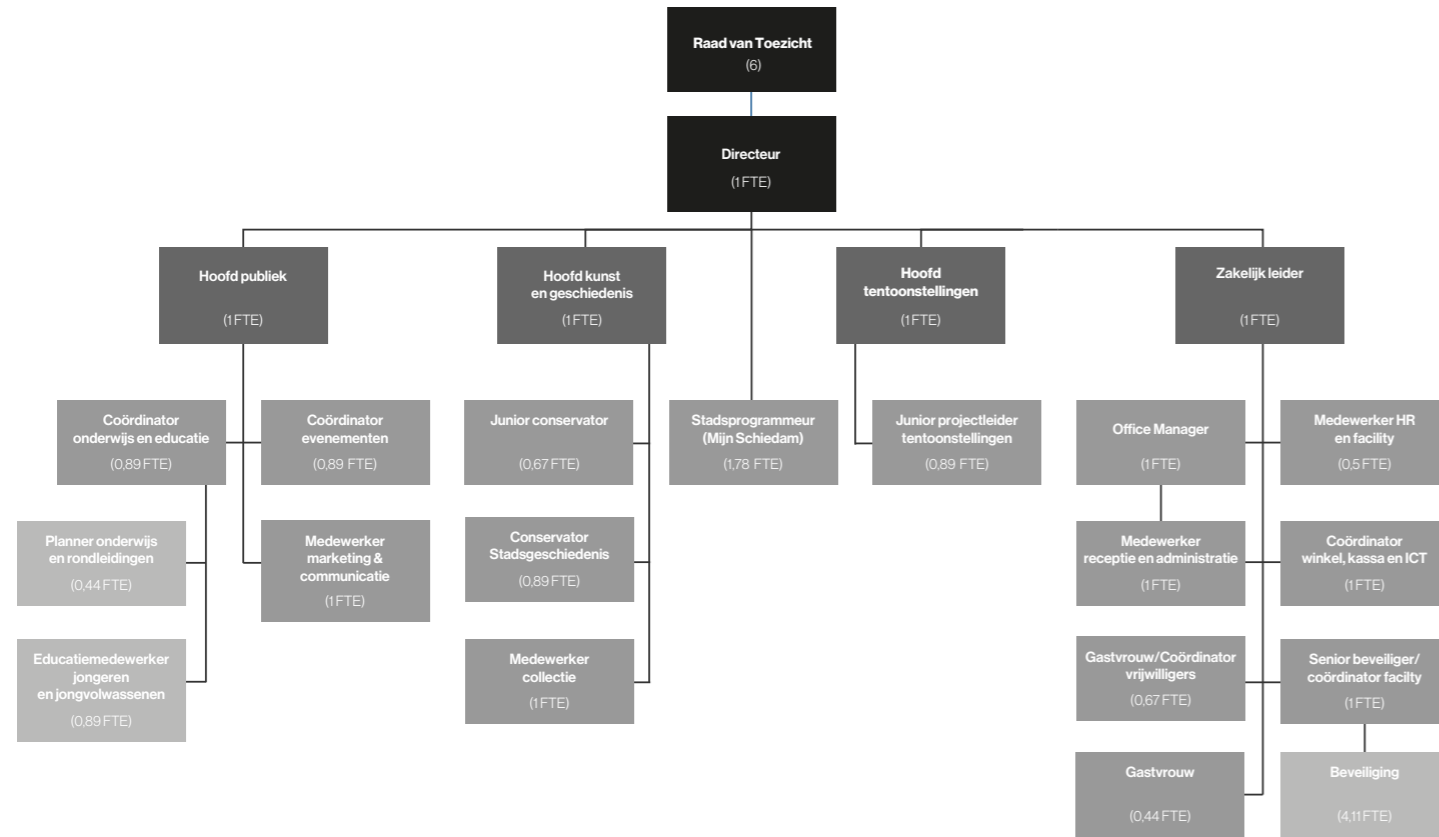 Raad van Toezicht
(6)
Directeur
(1 FTE)
Hoofd publiek
(1 FTE)
Hoofd kunst
en geschiedenis
(1 FTE)
Hoofd
tentoonstellingen
(1 FTE)
Zakelijk leider
(1 FTE)
Coördinator
onderwijs en educatie
(0,89 FTE)
Coördinator
evenementen
(0,89 FTE)
Junior conservator
(0,67 FTE)
Stadsprogrammeur
(Mijn Schiedam)
(1,78 FTE)
Junior projectleider
tentoonstellingen
(0,89 FTE)
Office Manager
(1 FTE)
Medewerker HR
en facility
(0,5 FTE)
Planner onderwijs
en rondleidingen
(0,44 FTE)
Medewerker
marketing &
communicatie
(1 FTE)
Conservator
Stadsgeschiedenis
(0,89 FTE)
Medewerker
receptie en administratie
(1 FTE)
Coördinator
winkel, kassa en ICT
(1 FTE)
Educatiemedewerker
jongeren
en jongvolwassenen
(0,89 FTE)
Medewerker
collectie
(1 FTE)
Gastvrouw/Coördinator
vrijwilligers
(0,67 FTE)
Senior beveiliger/
coördinator facilty
(1 FTE)
Gastvrouw
(0,44 FTE)
Beveiliging
(4,11 FTE)